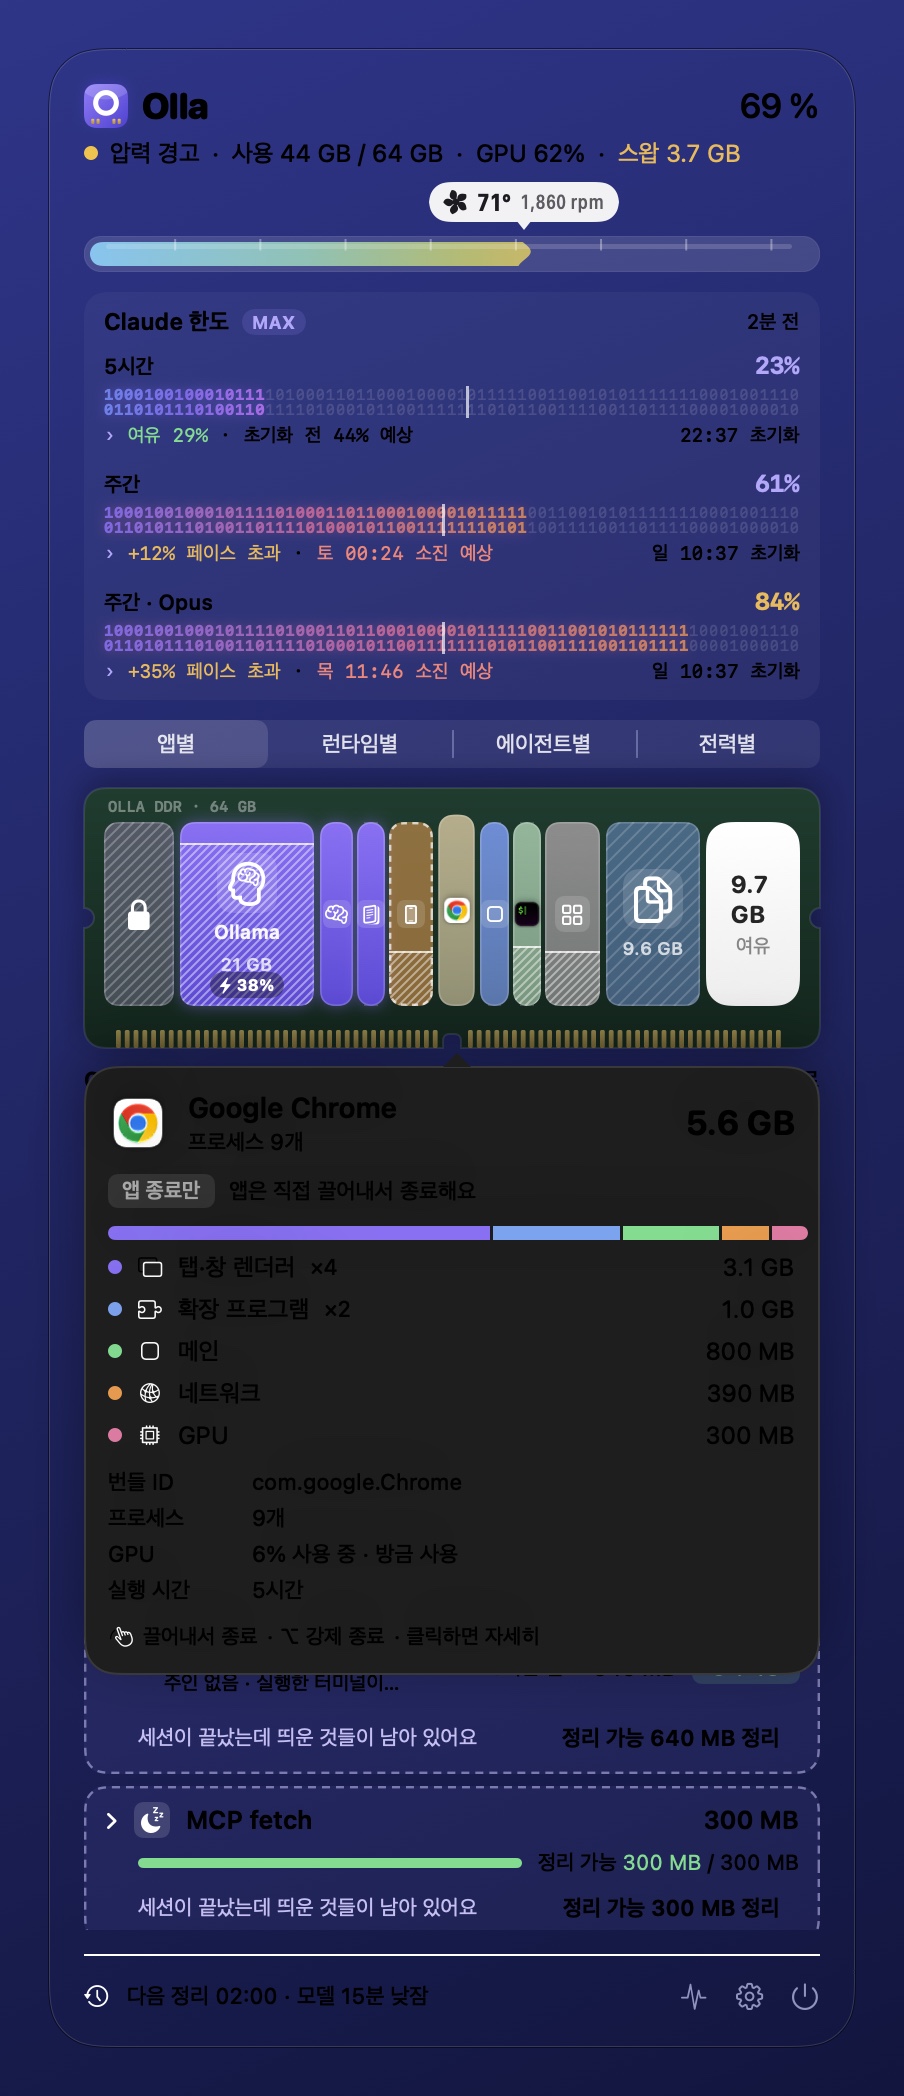 Olla
69 %
압력 경고 · 사용 44 GB / 64 GB · GPU 62% · 스왑 3.7 GB
71° 1,860 rpm
Claude 한도 MAX 2분 전
5시간 23%
10001001000101111010001101100010000101111100110010101111111000100111​0
› 여유 29% · 초기화 전 44% 예상 22:37 초기화
주간 61%
› +12% 페이스 초과 · 토 00:24 소진 예상 일 10:37 초기화
주간 · Opus 84%
› +35% 페이스 초과 · 목 11:46 소진 예상 일 10:37 초기화
앱별 런타임별 에이전트별 전력별
OLLA DDR · 64 GB
Ollama
21 GB
38%
$|
9.6 GB
9.7
GB
여유
Google Chrome
프로세스 9개
5.6 GB
앱 종료만 앱은 직접 끌어내서 종료해요
탭·창 렌더러 ×4 3.1 GB
확장 프로그램 ×2 1.0 GB
메인 800 MB
네트워크 390 MB
GPU 300 MB
번들 ID com.google.Chrome
프로세스 9개
GPU 6% 사용 중 · 방금 사용
실행 시간 5시간
끌어내서 종료 · ⌥ 강제 종료 · 클릭하면 자세히
주인 없음 · 실행한 터미널이...
세션이 끝났는데 띄운 것들이 남아 있어요 정리 가능 640 MB 정리
MCP fetch 300 MB
정리 가능 300 MB / 300 MB
세션이 끝났는데 띄운 것들이 남아 있어요 정리 가능 300 MB 정리
다음 정리 02:00 · 모델 15분 낮잠